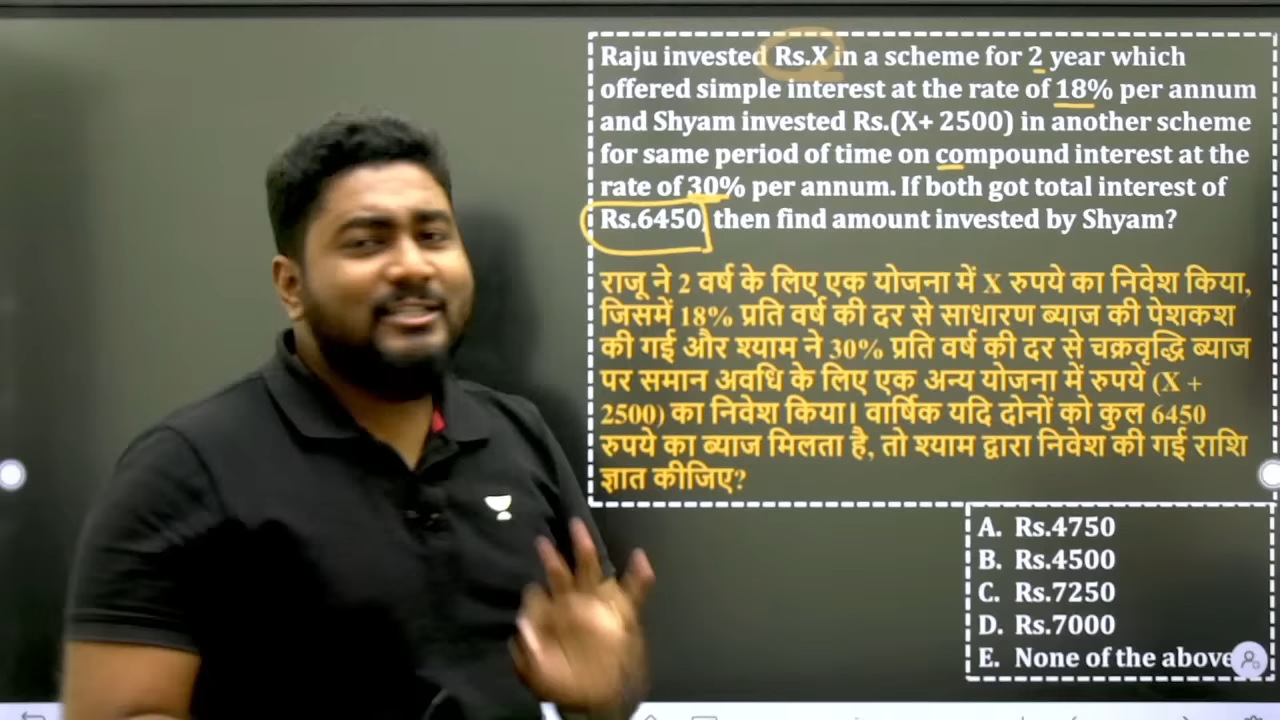 Raju invested Rs.X in a scheme for 2 year which
offered simple interest at the rate of 18% per annum
and Shyam invested Rs.(X+ 2500) in another scheme
for same period of time on compound interest at the
rate of 30% per annum. If both got total interest of
Rs.6450 then find amount invested by Shyam?
राजू ने 2 वर्ष के लिए एक योजना में X रुपये का निवेश किया,
जिसमें 18% प्रति वर्ष की दर से साधारण ब्याज की पेशकश
की गई और श्याम ने 30% प्रति वर्ष की दर से चक्रवृद्धि ब्याज
पर समान अवधि के लिए एक अन्य योजना में रुपये (X +
2500) का निवेश किया। वार्षिक यदि दोनों को कुल 6450
रुपये का ब्याज मिलता है, तो श्याम द्वारा निवेश की गई राशि
ज्ञात कीजिए?
A. Rs.4750
B. Rs.4500
C. Rs.7250
D. Rs.7000
E. None of the above